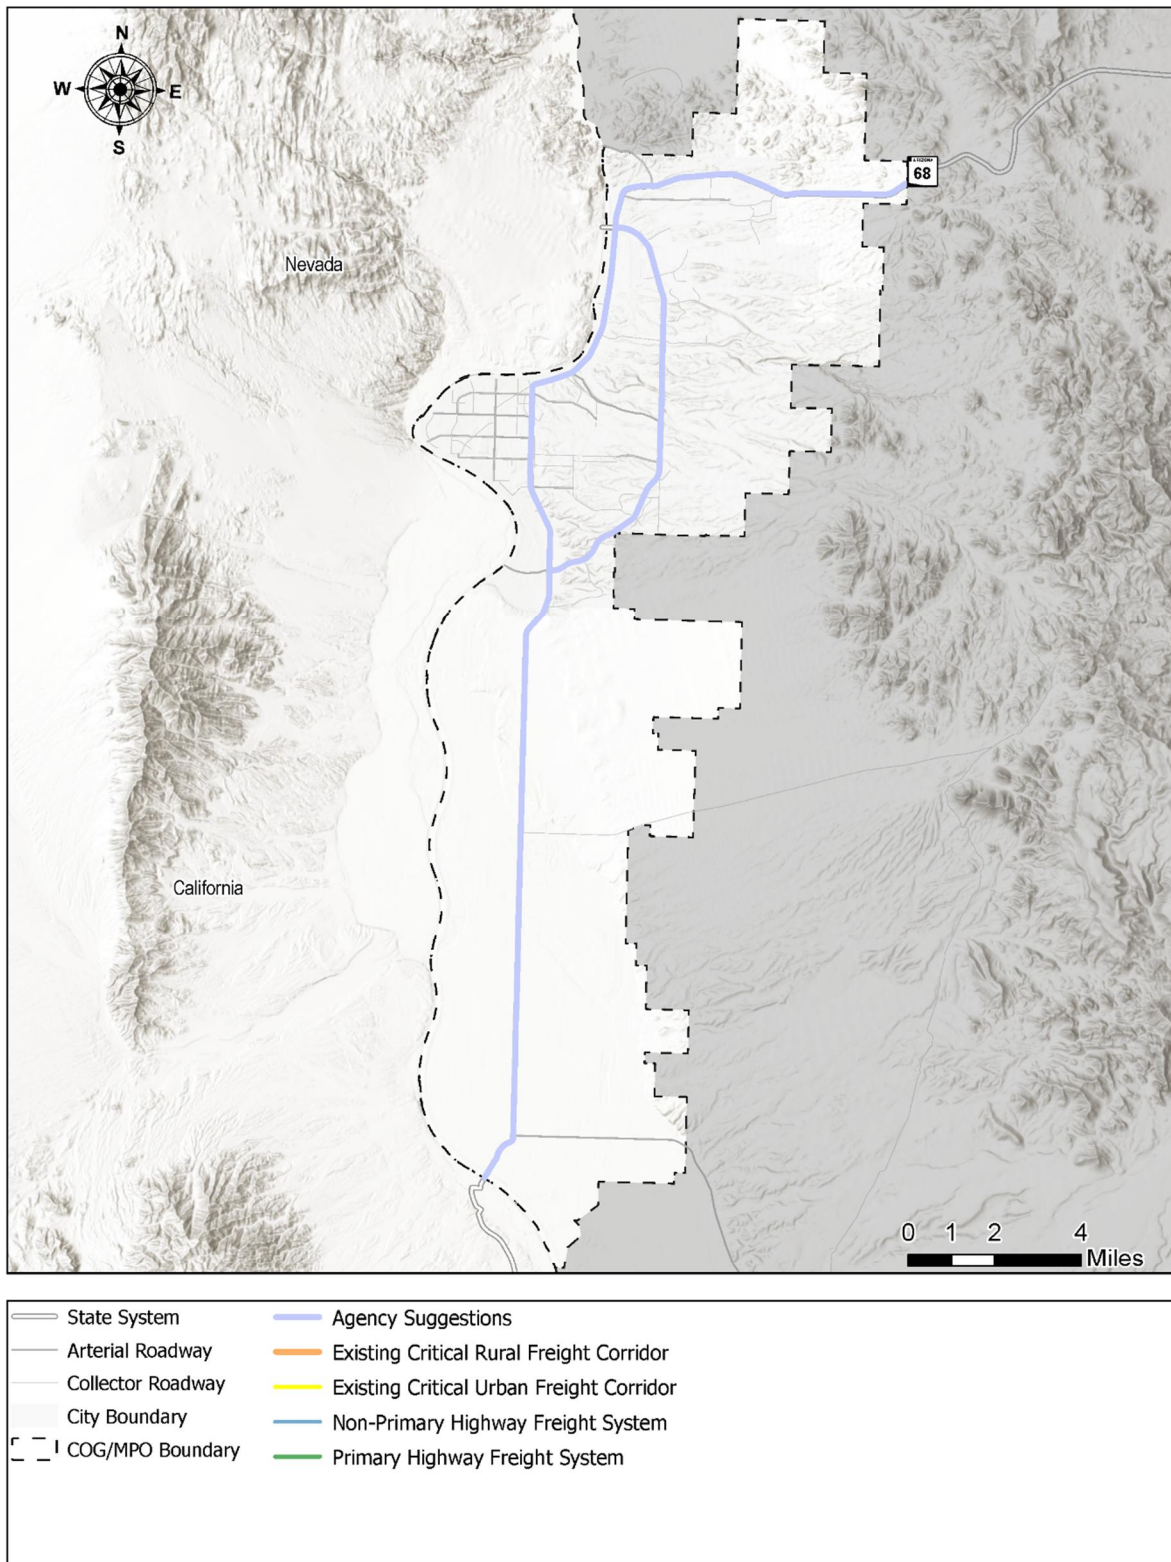 N
W E
S
ARIZONA
68
Nevada
California
0 1 2 4
Miles
State System
Arterial Roadway
Collector Roadway
City Boundary
COG/MPO Boundary
Agency Suggestions
Existing Critical Rural Freight Corridor
Existing Critical Urban Freight Corridor
Non-Primary Highway Freight System
Primary Highway Freight System